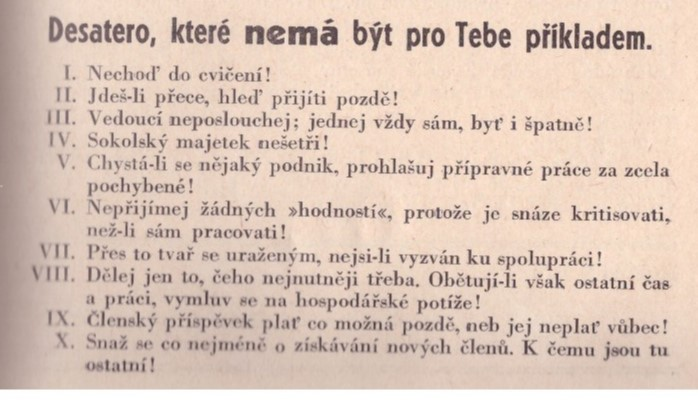 Desatero, které nemá být pro Tebe příkladem.
I. Nechoď do cvičení!
II. Jdeš-li přece, hleď přijíti pozdě!
III. Vedoucí neposlouchej; jednej vždy sám, byť i špatně!
IV. Sokolský majetek nešetři!
V. Chystá-li se nějaký podnik, prohlašuj přípravné práce za zcela
pochybené!
VI. Nepřijímej žádných »hodností«, protože je snáze kritisovati,
než-li sám pracovati!
VII. Přes to tvař se uraženým, nejsi-li vyzván ku spolupráci!
VIII. Dělej jen to, čeho nejnutněji třeba. Obětují-li však ostatní čas
a práci, vymluv se na hospodářské potíže!
IX. Členský příspěvek plať co možná pozdě, neb jej neplať vůbec!
X. Snaž se co nejméně o získávání nových členů. K čemu jsou tu
ostatní!